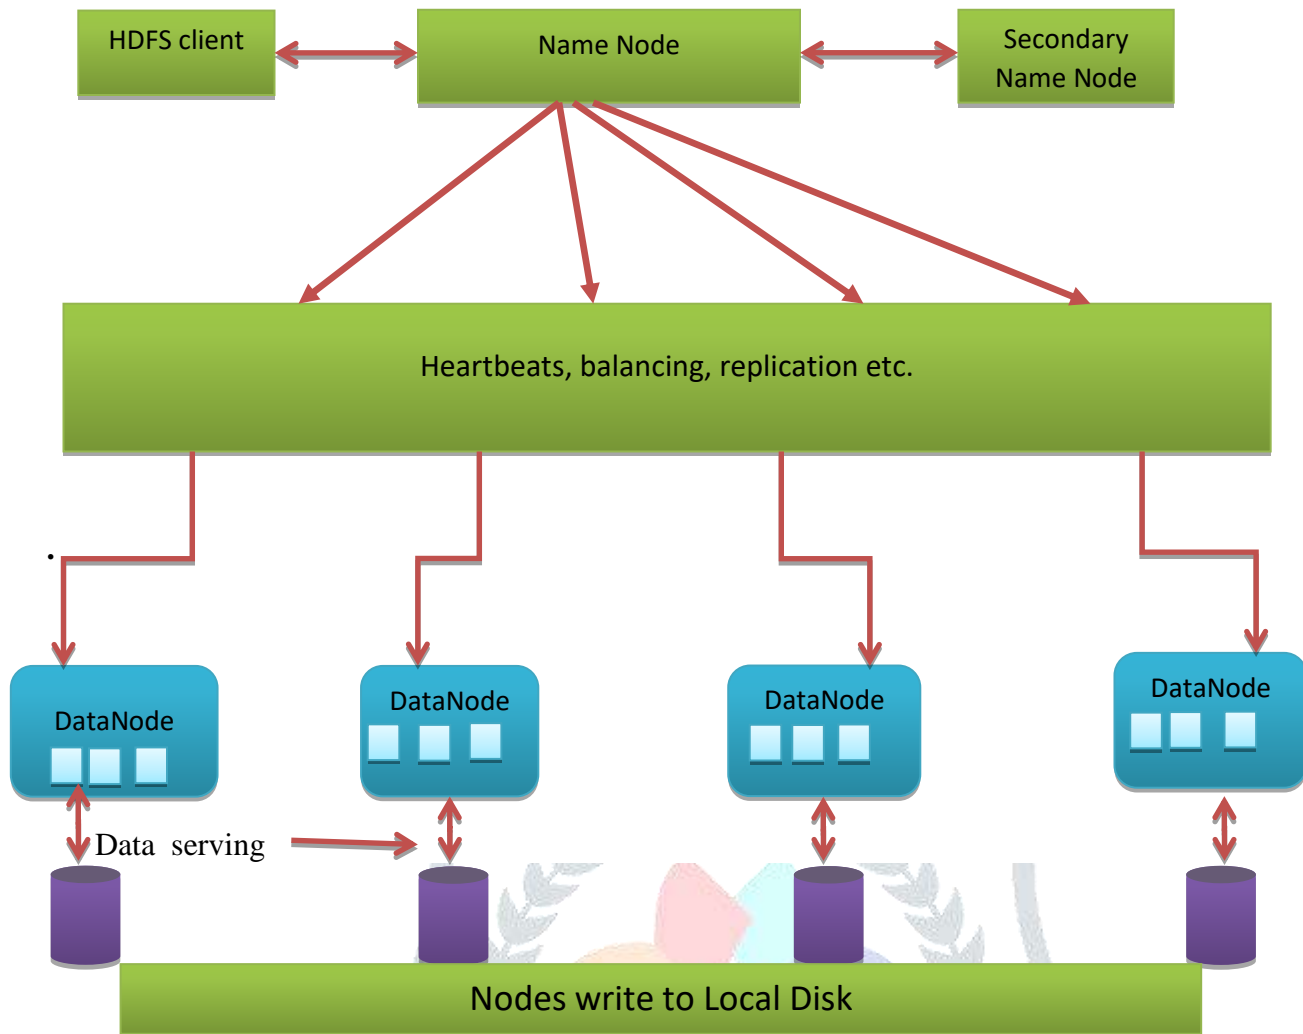 HDFS client
Name Node
Secondary
Name Node
Heartbeats, balancing, replication etc.
.
DataNode
DataNode
DataNode
DataNode
Data serving
Nodes write to Local Disk